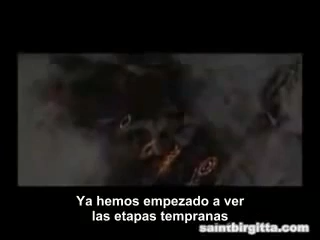 Ya hemos empezado a ver
las etapas tempranas
saintbirgitta.com